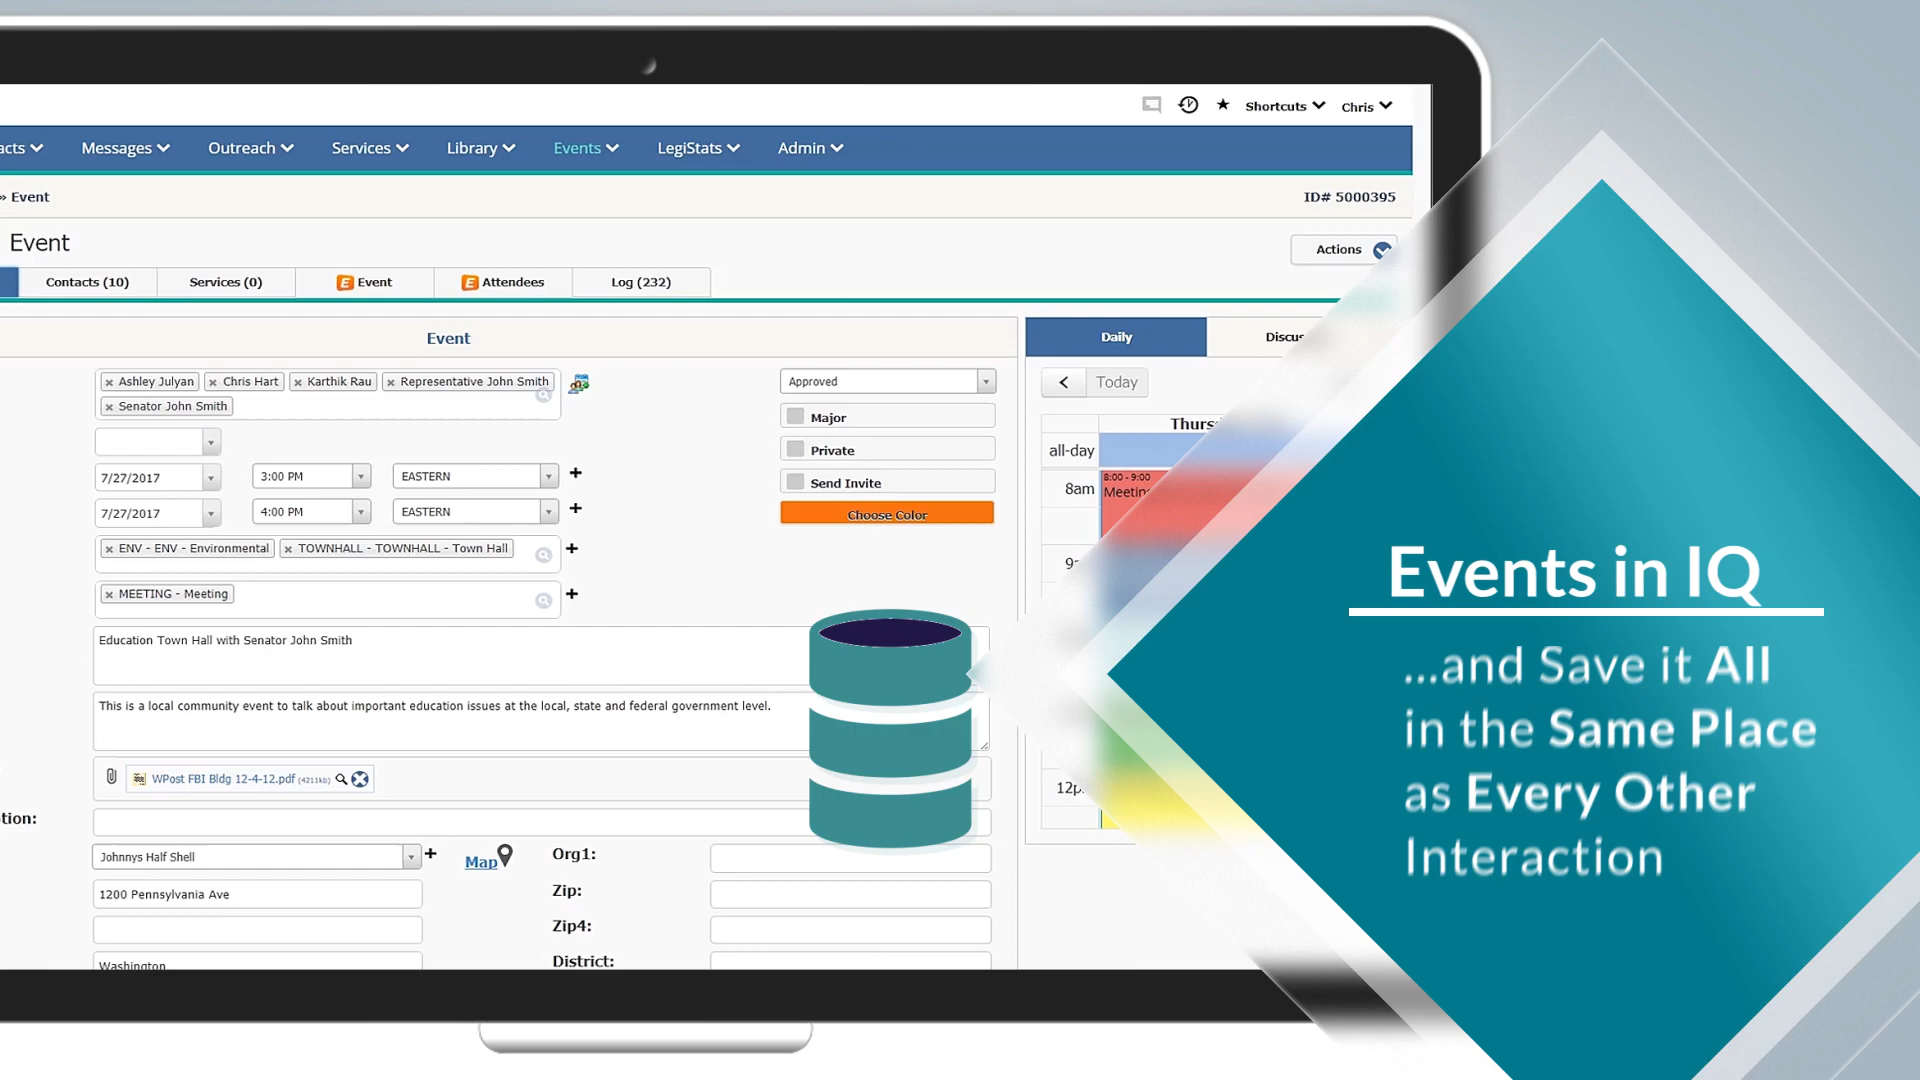 Shortcuts
Chris
acts
Messages
Outreach
Services
Library
Events
LegiStats
Admin
» Event
ID# 5000395
Event
Actions
Contacts (10)
Services (0)
E Event
E Attendees
Log (232)
Event
Daily
Discus
× Ashley Julyan × Chris Hart × Karthik Rau × Representative John Smith
× Senator John Smith
Approved
Major
Private
Send Invite
Choose Color
Today
Thurs
all-day
8am
8:00 - 9:00
Meeting
7/27/2017
3:00 PM
EASTERN
7/27/2017
4:00 PM
EASTERN
× ENV - ENV - Environmental × TOWNHALL - TOWNHALL - Town Hall
× MEETING - Meeting
Education Town Hall with Senator John Smith
This is a local community event to talk about important education issues at the local, state and federal government level.
WPost FBI Bldg 12-4-12.pdf (4211kb)
12p
tion:
Johnnys Half Shell
Map
Org1:
1200 Pennsylvania Ave
Zip:
Zip4:
Washington
District:
Events in IQ
...and Save it All
in the Same Place
as Every Other
Interaction